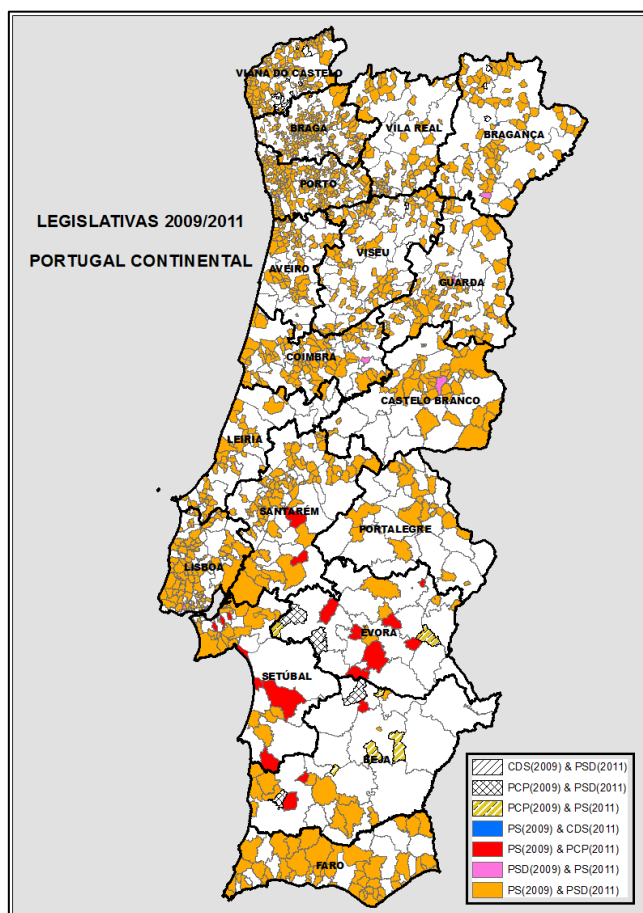 VIANA DO CASTELO
BRAGA
VILA REAL
BRAGANÇA
PORTO
LEGISLATIVAS 2009/2011
PORTUGAL CONTINENTAL
AVEIRO
VISEU
GUARDA
COIMBRA
CASTELO BRANCO
LEIRIA
SANTARÉM
PORTALEGRE
LISBOA
ÉVORA
SETÚBAL
BEJA
FARO
CDS(2009) & PSD(2011)
PCP(2009) & PSD(2011)
PCP(2009) & PS(2011)
PS(2009) & CDS(2011)
PS(2009) & PCP(2011)
PSD(2009) & PS(2011)
PS(2009) & PSD(2011)